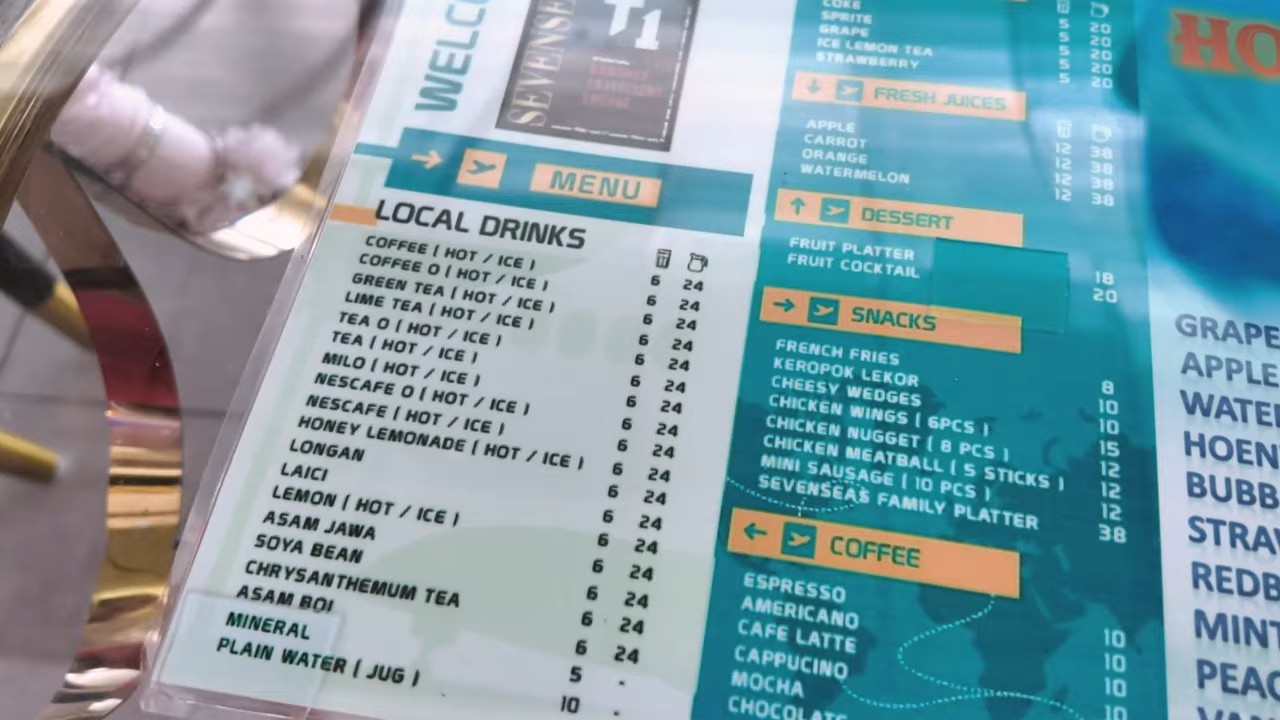 WELCO
SEVENSE
T1
MENU
LOCAL DRINKS
COFFEE ( HOT / ICE ) 6 24
COFFEE O ( HOT / ICE ) 6 24
GREEN TEA ( HOT / ICE ) 6 24
LIME TEA ( HOT / ICE ) 6 24
TEA O ( HOT / ICE ) 6 24
TEA ( HOT / ICE ) 6 24
MILO ( HOT / ICE ) 6 24
NESCAFE O ( HOT / ICE ) 6 24
NESCAFE ( HOT / ICE ) 6 24
HONEY LEMONADE ( HOT / ICE ) 6 24
LONGAN 6 24
LAICI 6 24
LEMON ( HOT / ICE ) 6 24
ASAM JAWA 6 24
SOYA BEAN 6 24
CHRYSANTHEMUM TEA 6 24
ASAM BOI 6 24
MINERAL 5 -
PLAIN WATER ( JUG ) 10 -
COKE 5 20
SPRITE 5 20
GRAPE 5 20
ICE LEMON TEA 5 20
STRAWBERRY 5 20
FRESH JUICES
APPLE 12 38
CARROT 12 38
ORANGE 12 38
WATERMELON 12 38
DESSERT
FRUIT PLATTER 18
FRUIT COCKTAIL 20
SNACKS
FRENCH FRIES 8
KEROPOK LEKOR 10
CHEESY WEDGES 10
CHICKEN WINGS ( 6PCS ) 15
CHICKEN NUGGET ( 8 PCS ) 12
CHICKEN MEATBALL ( 5 STICKS ) 12
MINI SAUSAGE ( 10 PCS ) 12
SEVENSEAS FAMILY PLATTER 38
COFFEE
ESPRESSO 10
AMERICANO 10
CAFE LATTE 10
CAPPUCINO 10
MOCHA
CHOCOLATE
HO
GRAPE
APPLE
WATE
HOEN
BUBB
STRA
REDB
MINT
PEAC